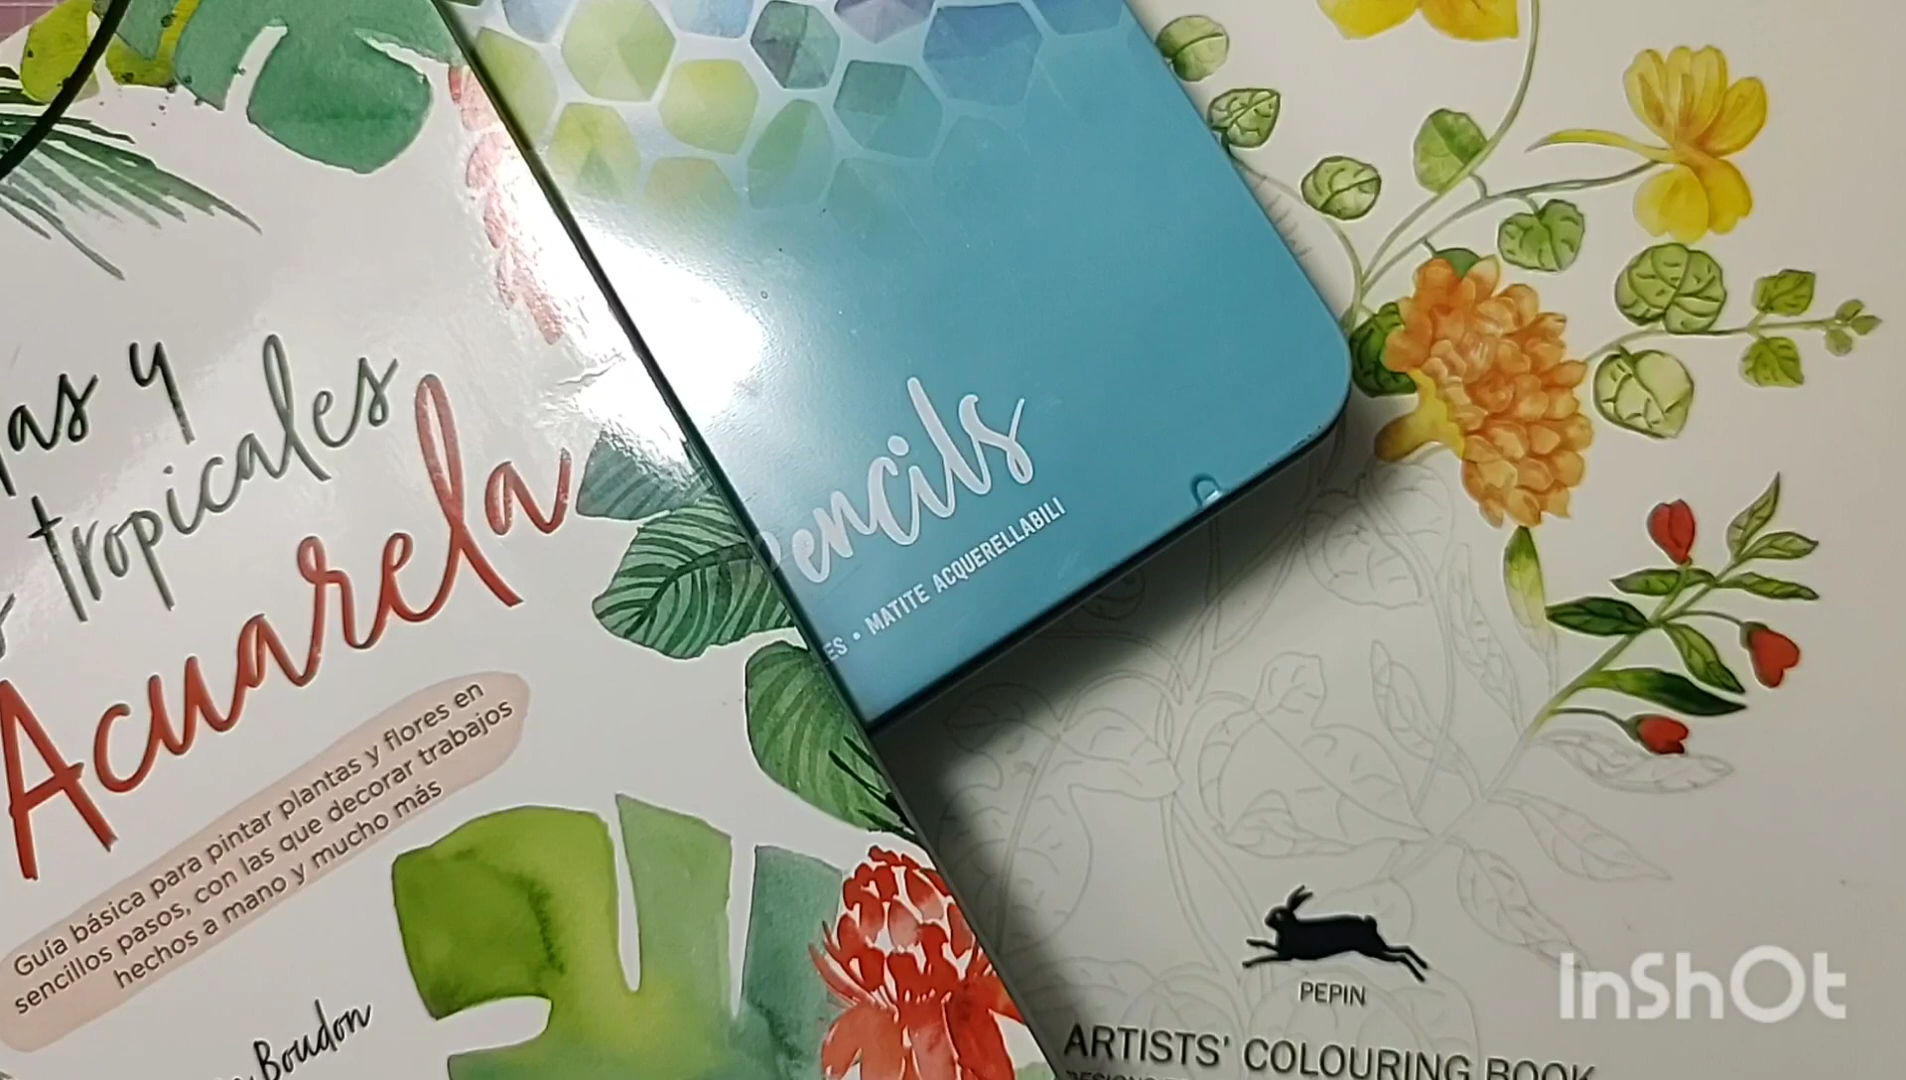 y
tropicales
Acuarela
Guía básica para pintar plantas y flores en
sencillos pasos, con las que decorar trabajos
hechos a mano y mucho más
Boudon
encils
ES • MATITE ACQUERELLABILI
PEPIN
ARTISTS' COLOURING BOOK
InShOt